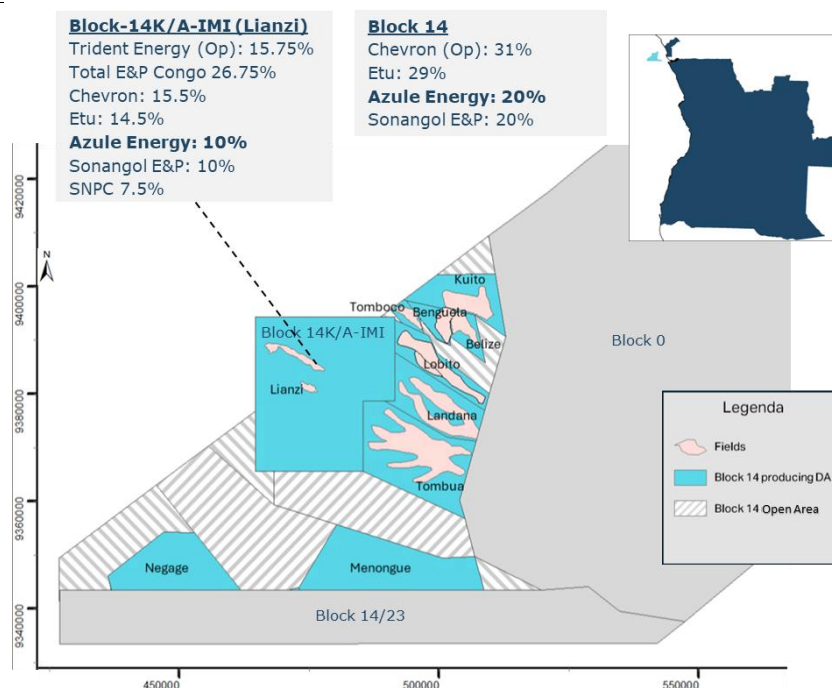 Block-14K/A-IMI (Lianzi)
Trident Energy (Op): 15.75%
Total E&P Congo 26.75%
Chevron: 15.5%
Etu: 14.5%
Azule Energy: 10%
Sonangol E&P: 10%
SNPC 7.5%
Block 14
Chevron (Op): 31%
Etu: 29%
Azule Energy: 20%
Sonangol E&P: 20%
9420000
9400000
9380000
9360000
9340000
N
Kuito
Tomboco
Benguela
Block 14K/A-IMI
Belize
Block 0
Lobito
Lianzi
Landana
Tombua
Negage
Menongue
Block 14/23
Legenda
Fields
Block 14 producing DA
Block 14 Open Area
450000
500000
550000